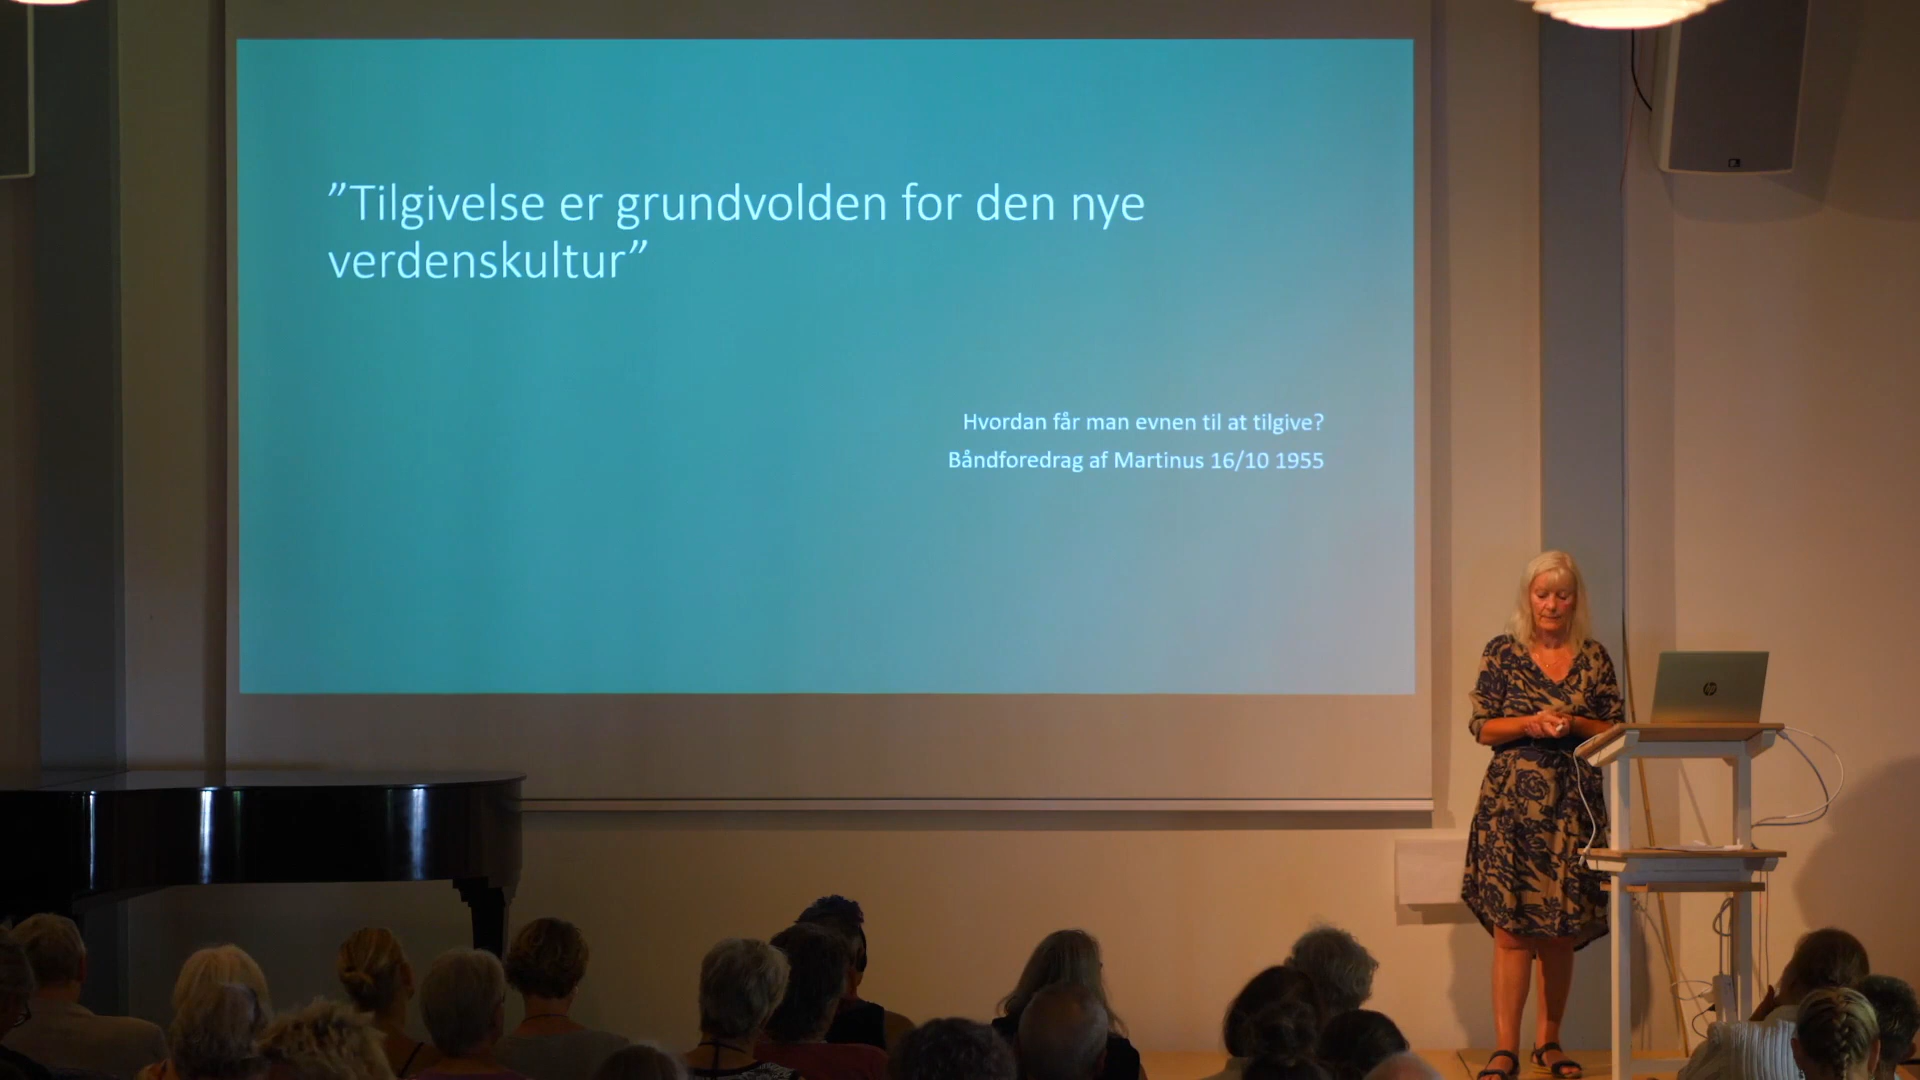 ”Tilgivelse er grundvolden for den nye
verdenskultur”
Hvordan får man evnen til at tilgive?
Båndforedrag af Martinus 16/10 1955
hp